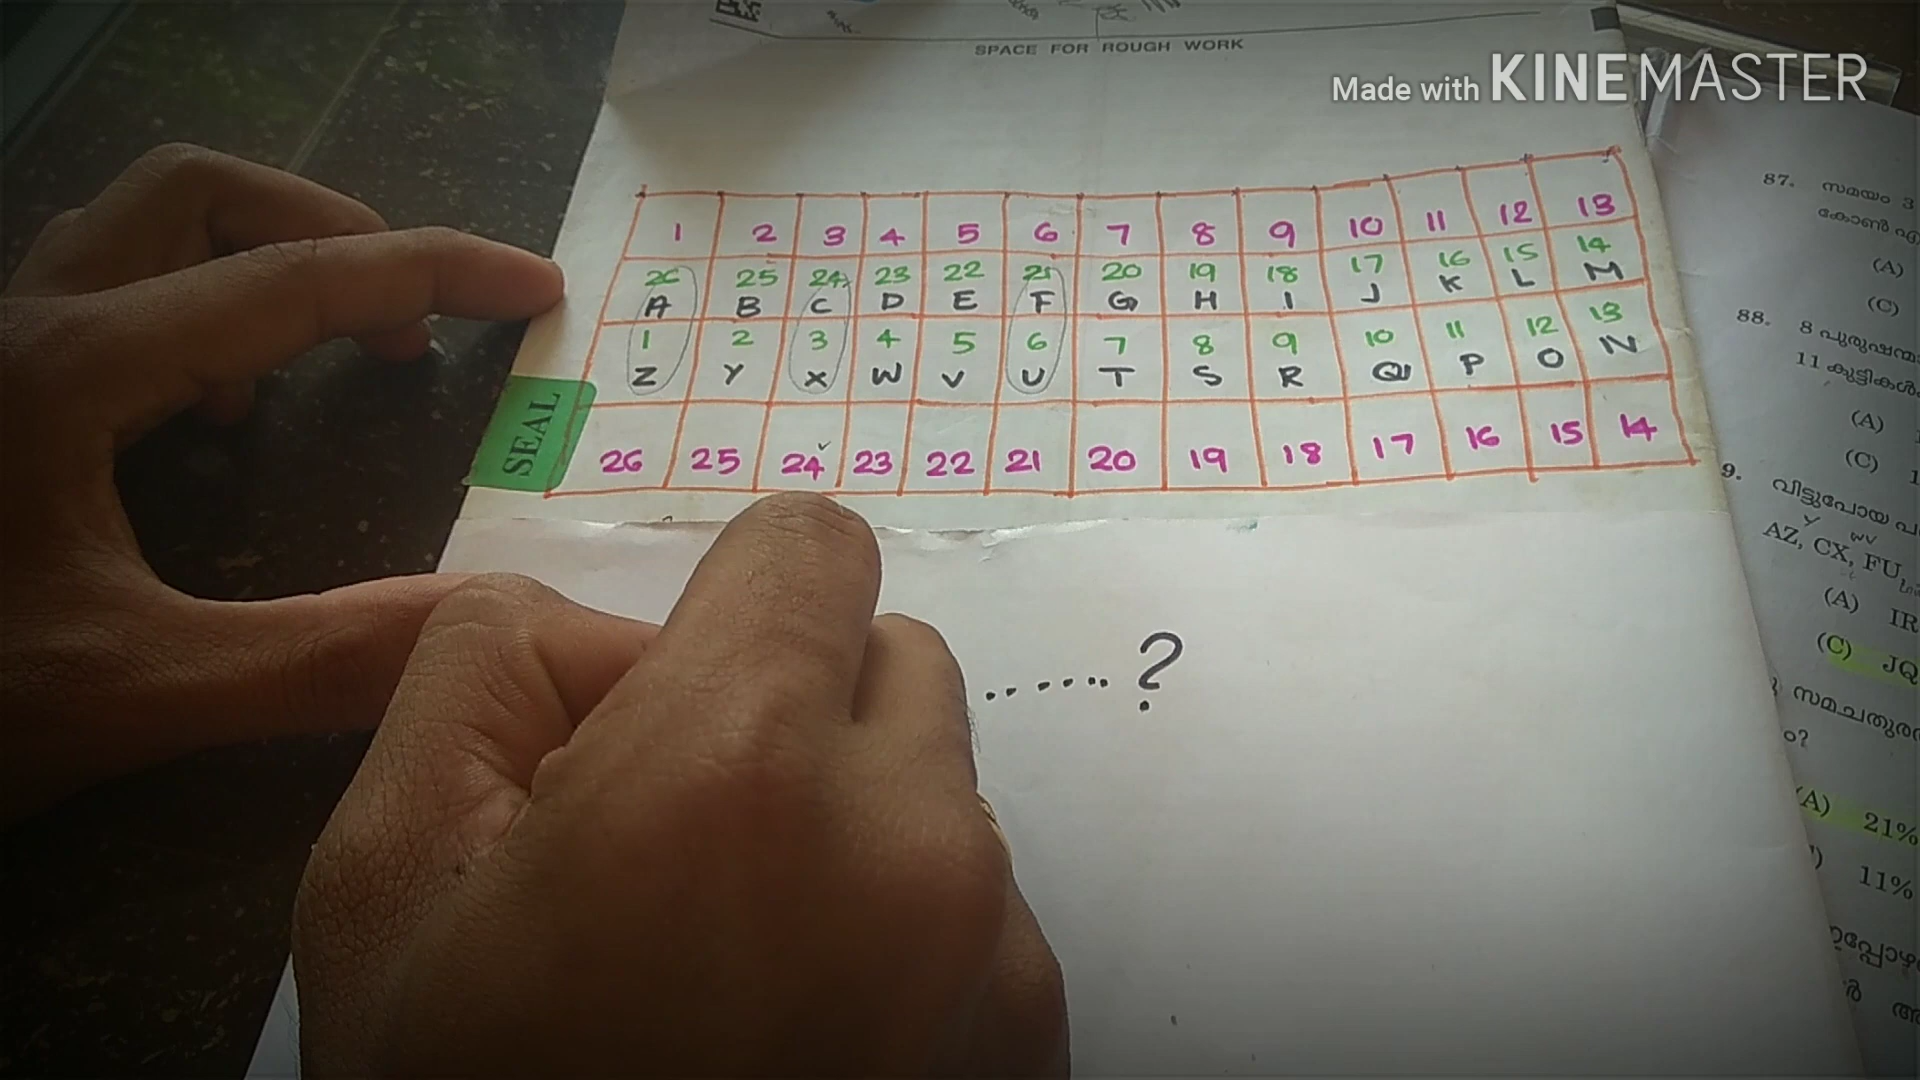 SPACE FOR ROUGH WORK
Made with KINEMASTER
1 2 3 4 5 6 7 8 9 10 11 12 13
26 25 24 23 22 21 20 19 18 17 16 15 14
A B C D E F G H I J K L M
1 2 3 4 5 6 7 8 9 10 11 12 13
Z Y X W V U T S R Q P O N
26 25 24 23 22 21 20 19 18 17 16 15 14
SEAL
...... ?
87. സമയം 3
കോൺ
(A)
(C)
88. 8 പുരുഷന്മാ
11 കുട്ടികൾ
(A)
(C) 1
9. വിട്ടുപോയ
AZ, CX, FU,
(A) IR
(C) JQ
സമചതുര
(A) 21%
11%